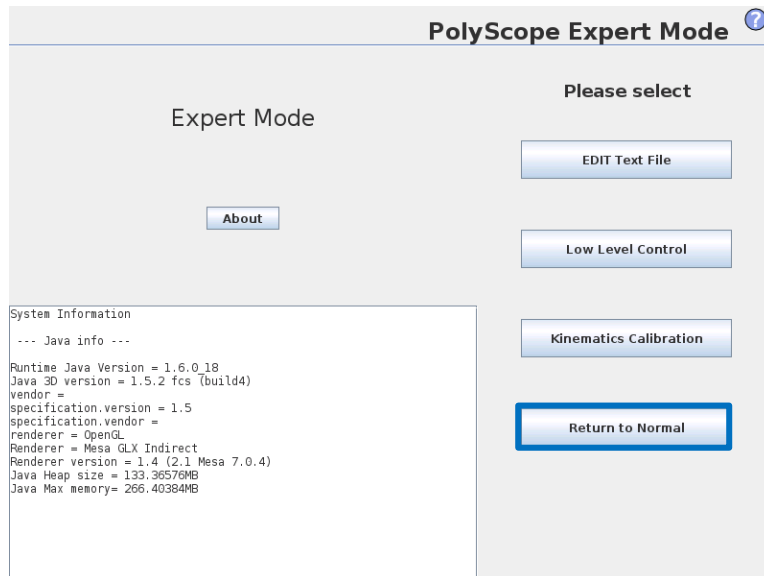 PolyScope Expert Mode
?
Please select
Expert Mode
EDIT Text File
About
Low Level Control
System Information
--- Java info ---
Kinematics Calibration
Runtime Java Version = 1.6.0_18
Java 3D version = 1.5.2 fcs (build4)
vendor =
specification.version = 1.5
specification.vendor =
renderer = OpenGL
Renderer = Mesa GLX Indirect
Renderer version = 1.4 (2.1 Mesa 7.0.4)
Java Heap size = 133.36576MB
Java Max memory= 266.40384MB
Return to Normal